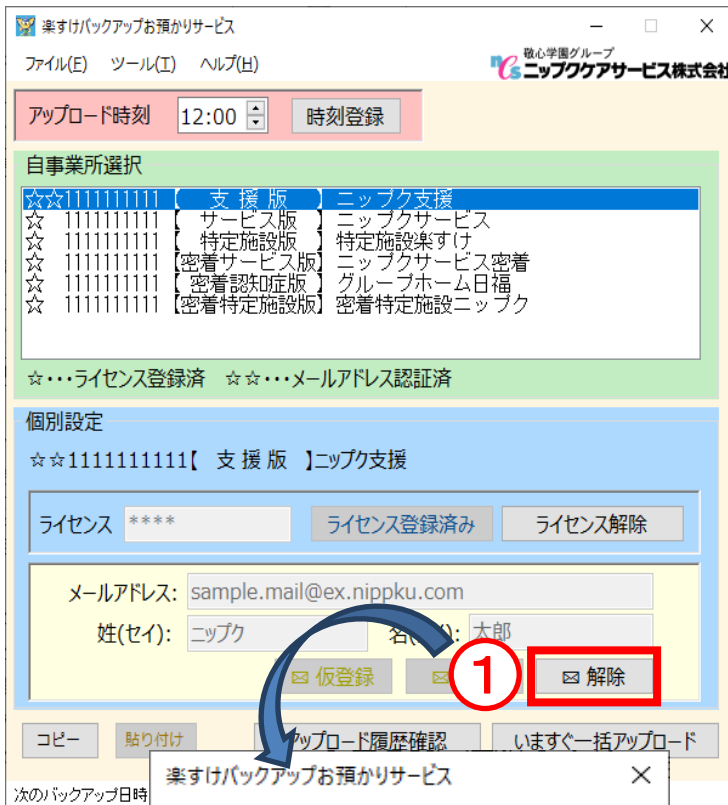 楽すけバックアップお預かりサービス
ファイル(F) ツール(T) ヘルプ(H)
敬心学園グループ
ncs ニップクケアサービス株式会社
アップロード時刻 12:00 時刻登録
自事業所選択
☆☆1111111111【 支 援 版 】ニップク支援
☆ 1111111111【 サービス版 】ニップクサービス
☆ 1111111111【 特定施設版 】特定施設楽すけ
☆ 1111111111【密着サービス版】ニップクサービス密着
☆ 1111111111【 密着認知症版 】グループホーム日福
☆ 1111111111【密着特定施設版】密着特定施設ニップク
☆・・・ライセンス登録済 ☆☆・・・メールアドレス認証済
個別設定
☆☆1111111111【 支 援 版 】ニップク支援
ライセンス **** ライセンス登録済み ライセンス解除
メールアドレス: sample.mail@ex.nippku.com
姓(セイ): ニップク 名( ): 太郎
✉ 仮登録 ✉ ① ✉ 解除
コピー 貼り付け アップロード履歴確認 いますぐ一括アップロード
次のバックアップ日時
楽すけバックアップお預かりサービス